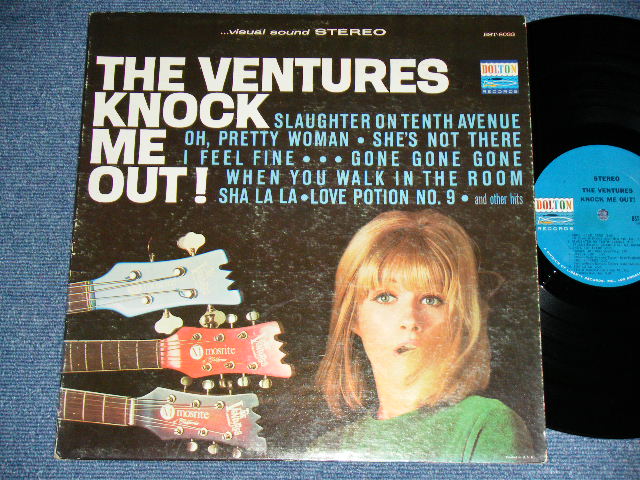 ...visual sound STEREO
BST-8033
DOLTON
RECORDS
THE VENTURES
KNOCK
ME
OUT!
SLAUGHTER ON TENTH AVENUE
OH, PRETTY WOMAN • SHE'S NOT THERE
I FEEL FINE • • • GONE GONE GONE
WHEN YOU WALK IN THE ROOM
SHA LA LA • LOVE POTION NO. 9 • and other hits
mosrite
mosrite
STEREO
THE VENTURES
KNOCK ME OUT!
DOLTON
RECORDS